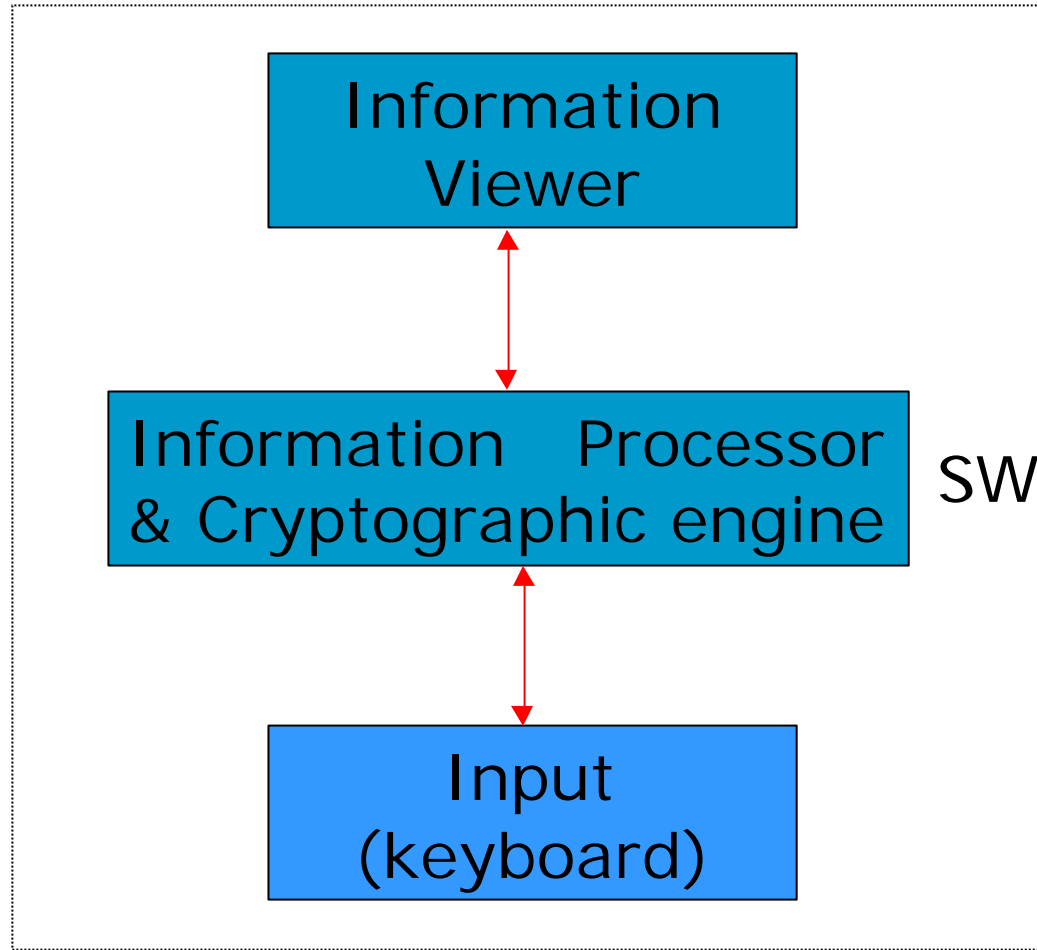 Information
Viewer
Information Processor
& Cryptographic engine
SW
Input
(keyboard)